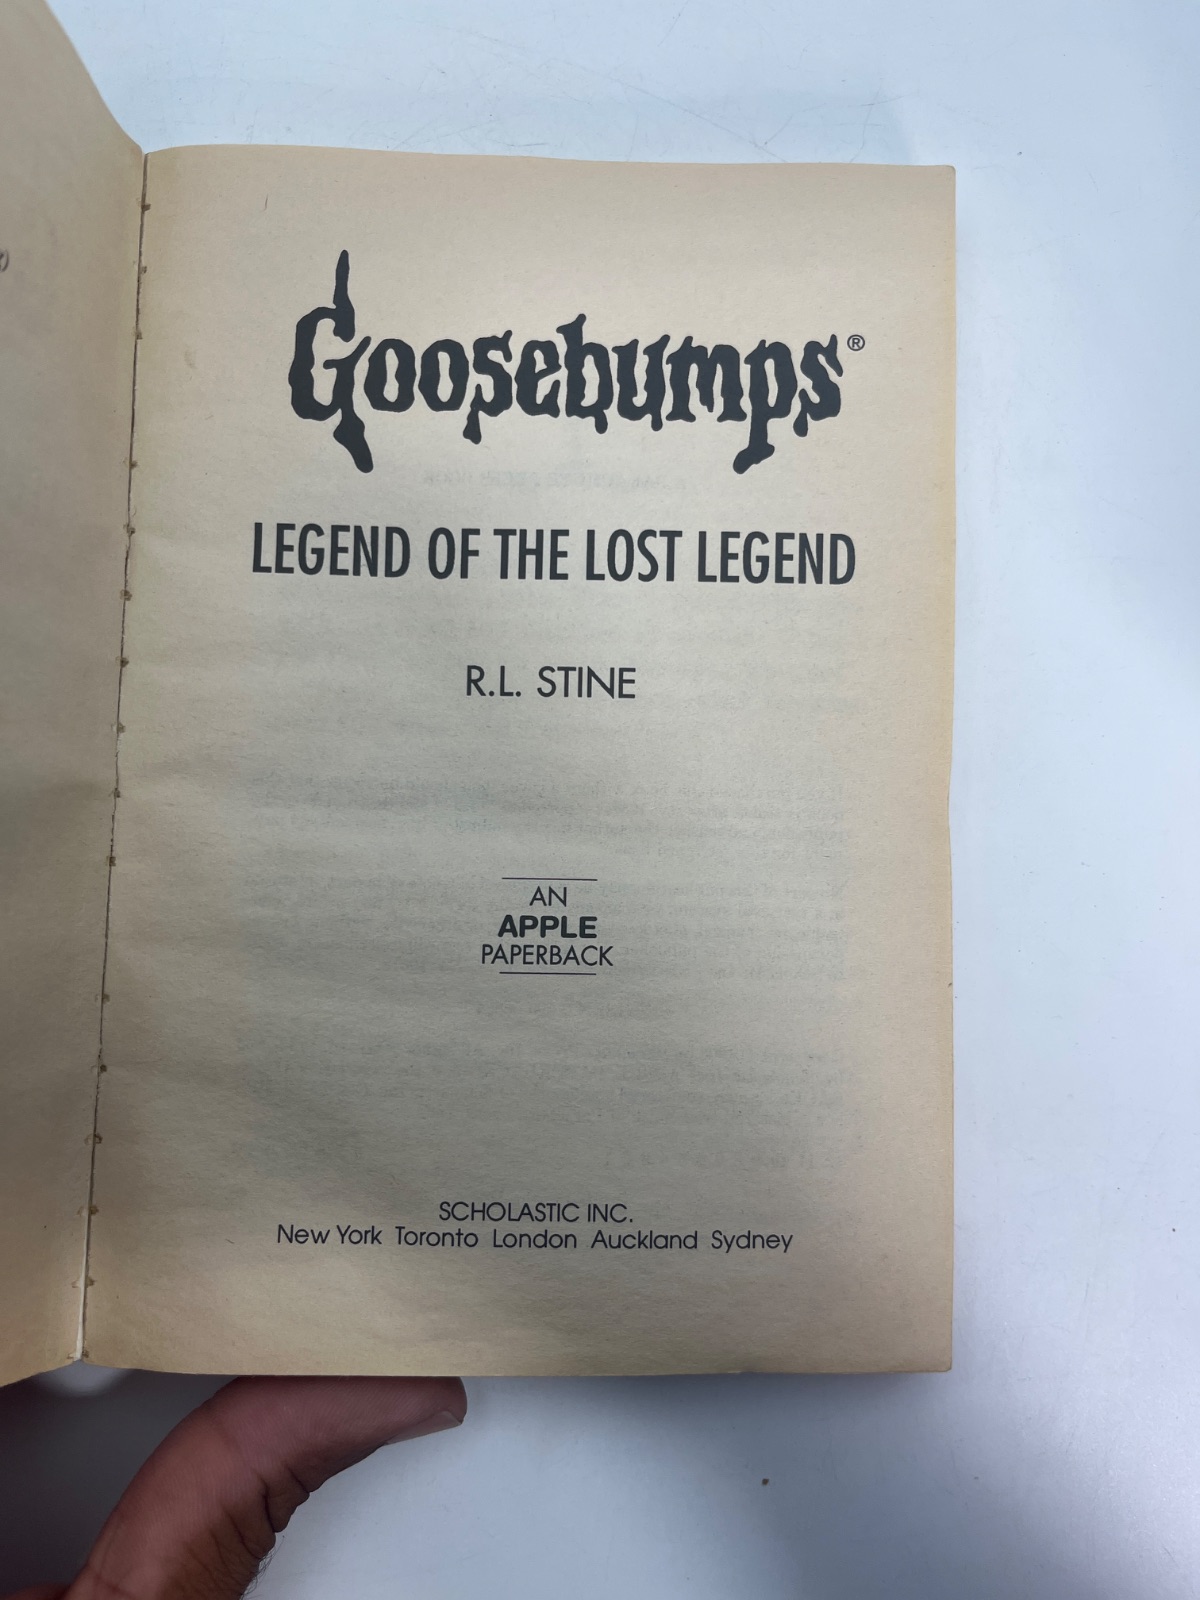 Goosebumps®
LEGEND OF THE LOST LEGEND
R.L. STINE
AN
APPLE
PAPERBACK
SCHOLASTIC INC.
New York Toronto London Auckland Sydney